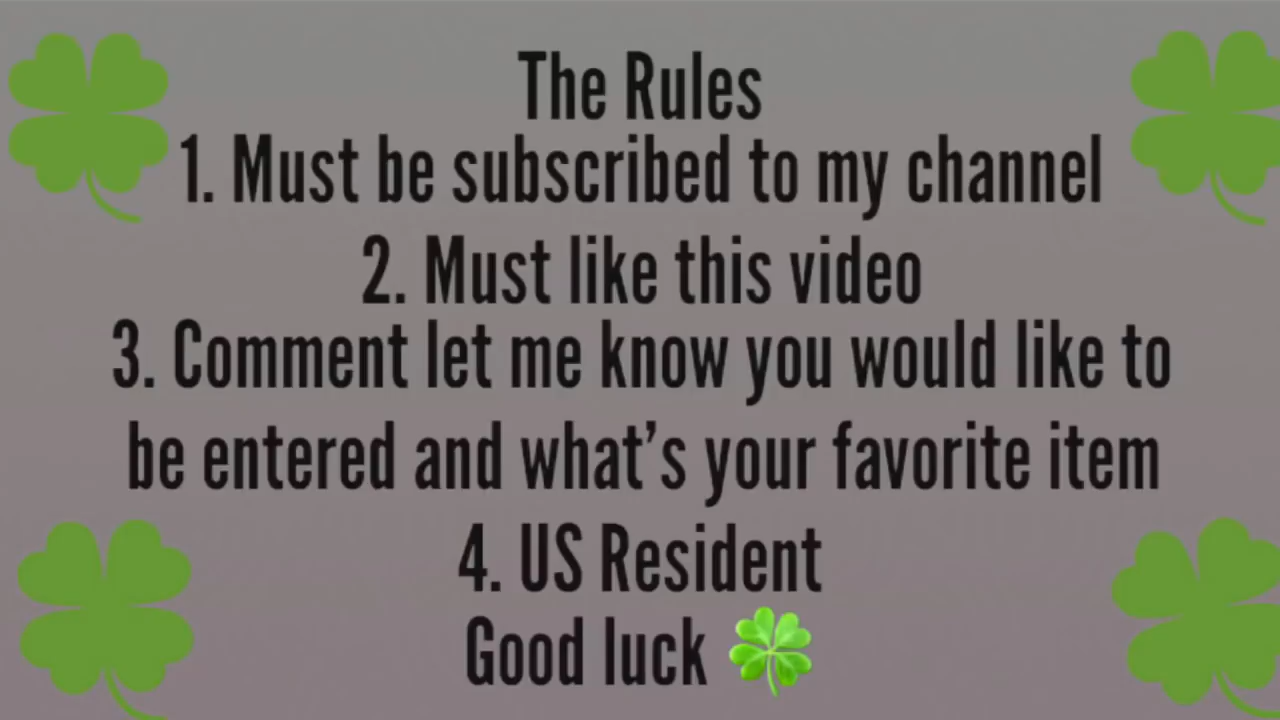 The Rules
1. Must be subscribed to my channel
2. Must like this video
3. Comment let me know you would like to
be entered and what’s your favorite item
4. US Resident
Good luck 🍀